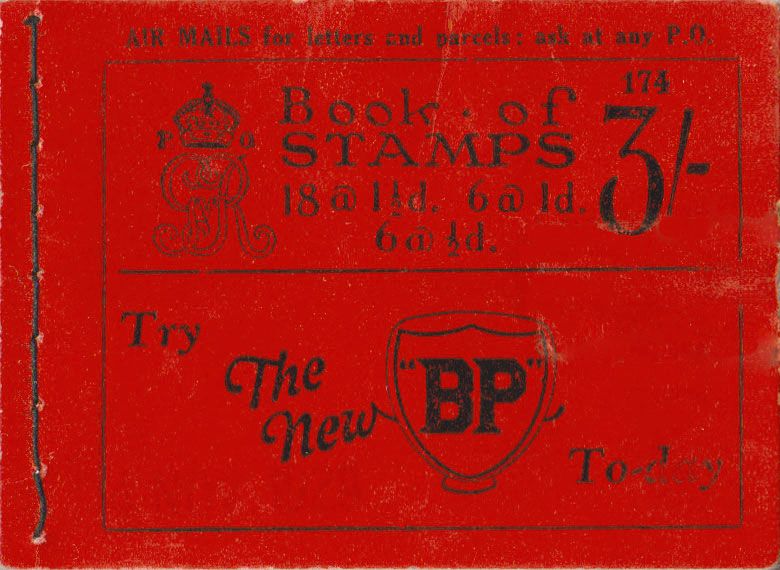 AIR MAILS for letters and parcels: ask at any P.O.
174
Book · of
STAMPS
3/-
P O
GR
18 @ 1½d. 6 @ 1d.
6 @ ½d.
Try
The
New
"BP"
To-day